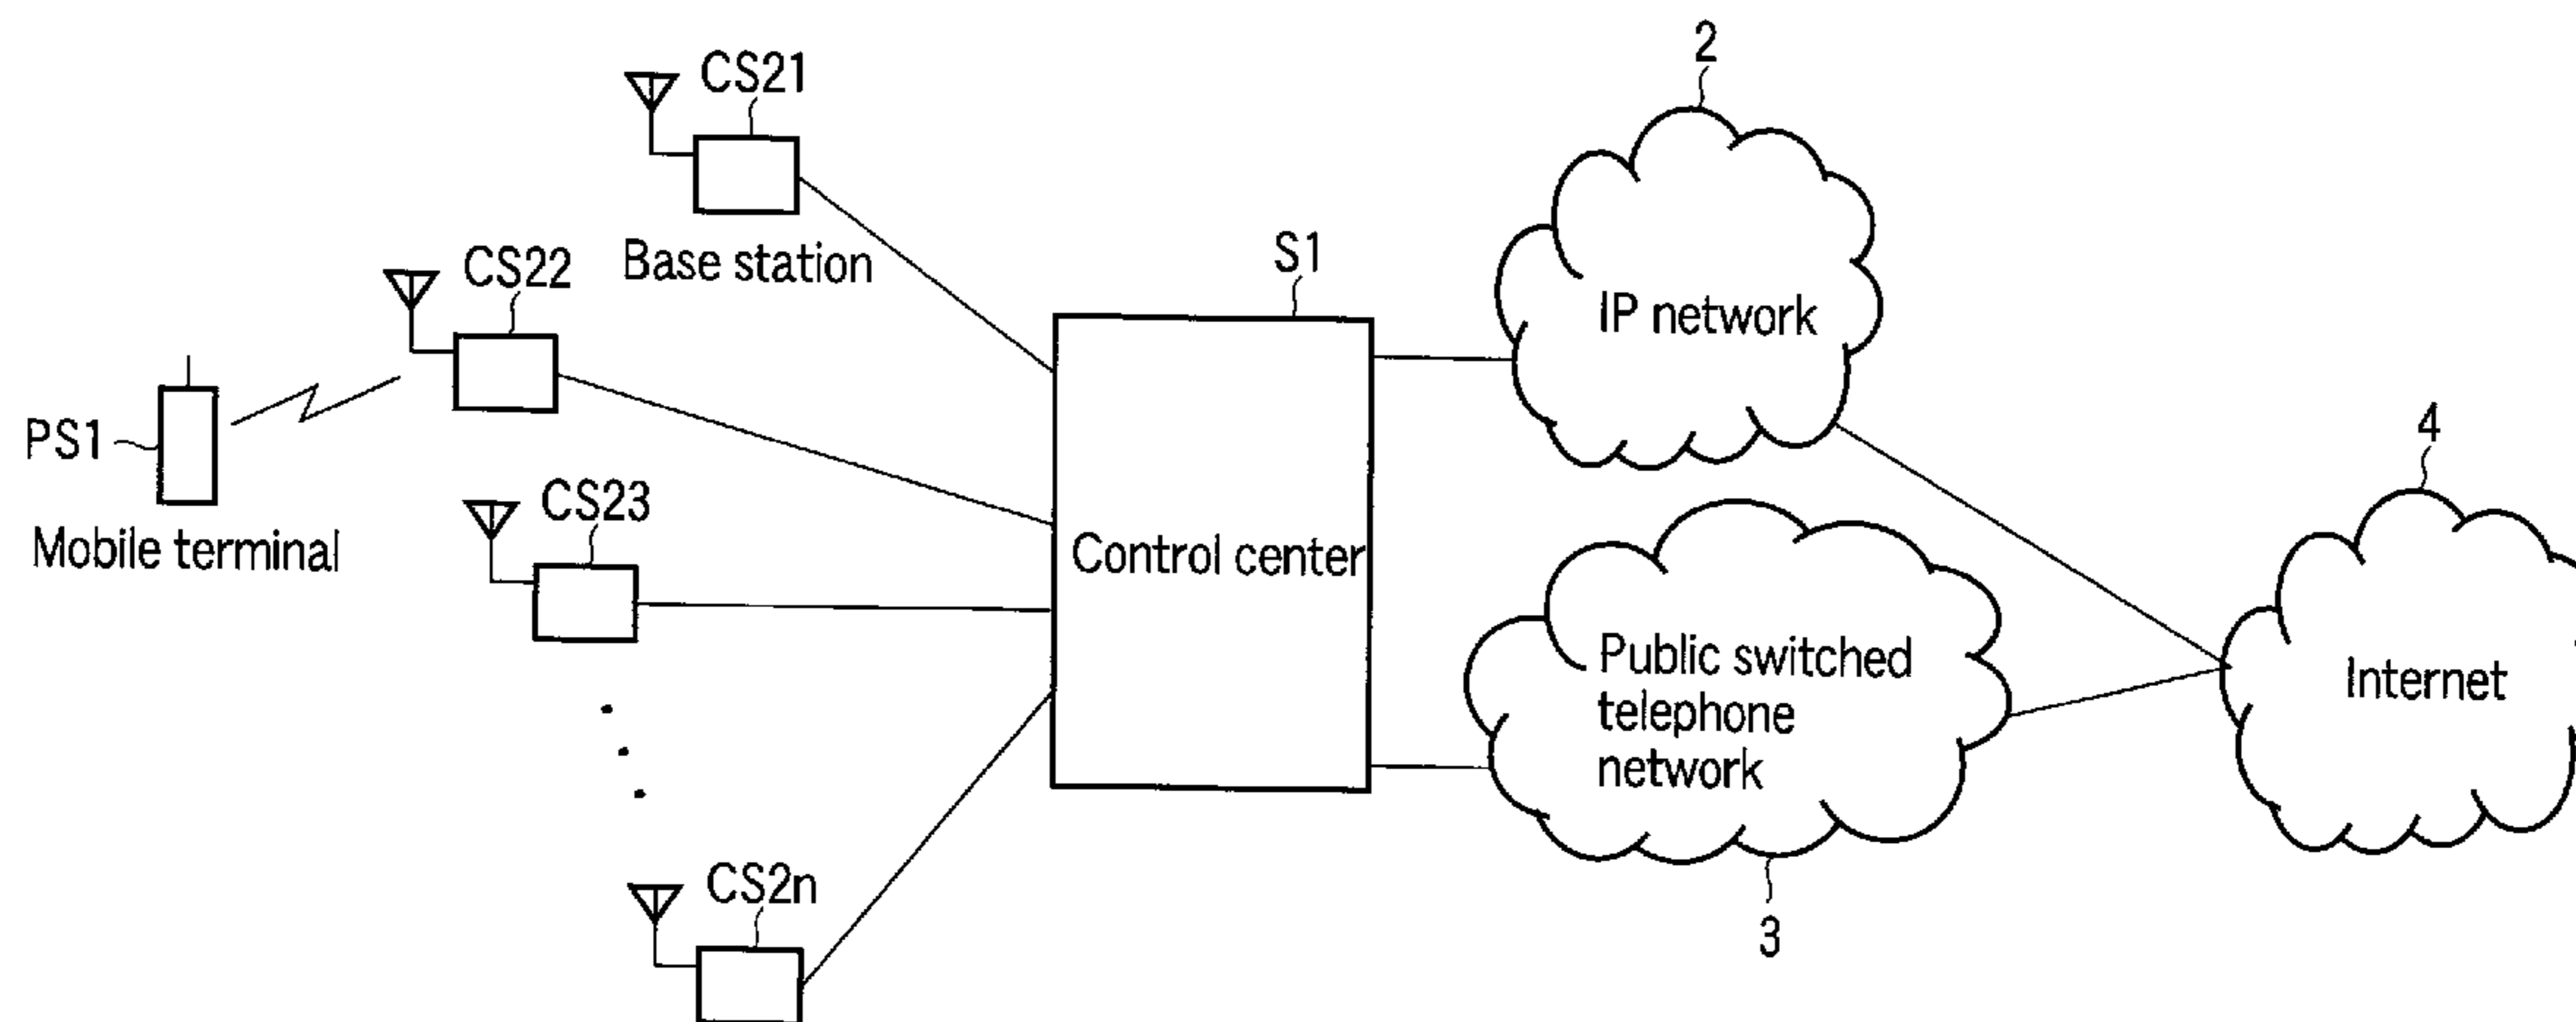 2
CS21
Base station
CS22
S1
IP network
PS1
Mobile terminal
CS23
Control center
4
Public switched
telephone
network
Internet
CS2n
3